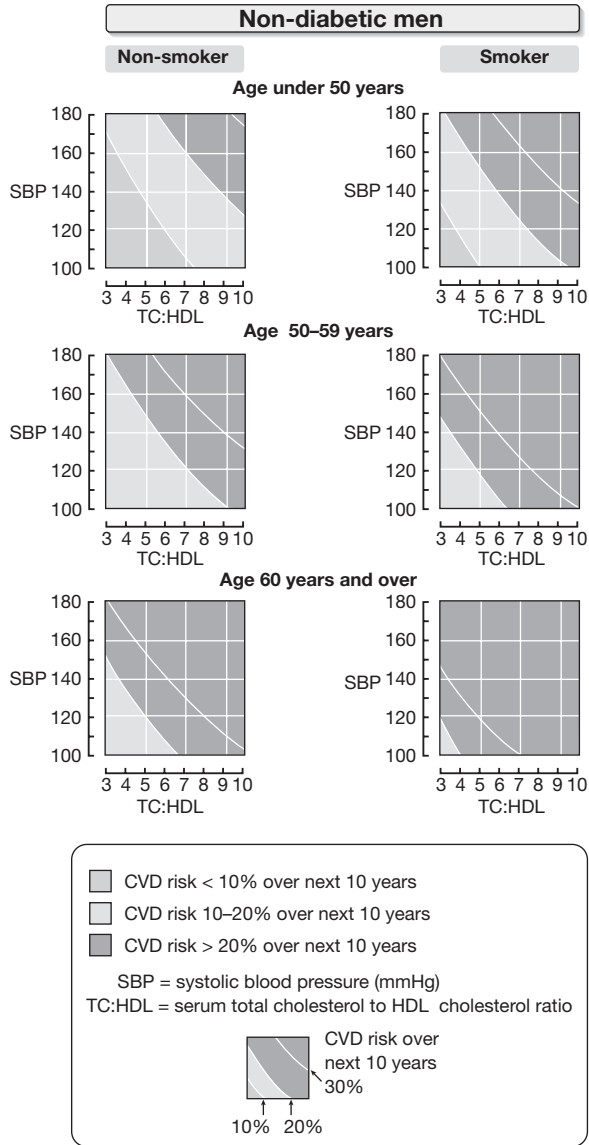 Non-diabetic men
Non-smoker Smoker
Age under 50 years
180 180
160 160
SBP 140 SBP 140
120 120
100 100
3 4 5 6 7 8 9 10 3 4 5 6 7 8 9 10
TC:HDL TC:HDL
Age 50–59 years
180 180
160 160
SBP 140 SBP 140
120 120
100 100
3 4 5 6 7 8 9 10 3 4 5 6 7 8 9 10
TC:HDL TC:HDL
Age 60 years and over
180 180
160 160
SBP 140 SBP 140
120 120
100 100
3 4 5 6 7 8 9 10 3 4 5 6 7 8 9 10
TC:HDL TC:HDL
CVD risk < 10% over next 10 years
CVD risk 10–20% over next 10 years
CVD risk > 20% over next 10 years
SBP = systolic blood pressure (mmHg)
TC:HDL = serum total cholesterol to HDL cholesterol ratio
CVD risk over
next 10 years
30%
10% 20%